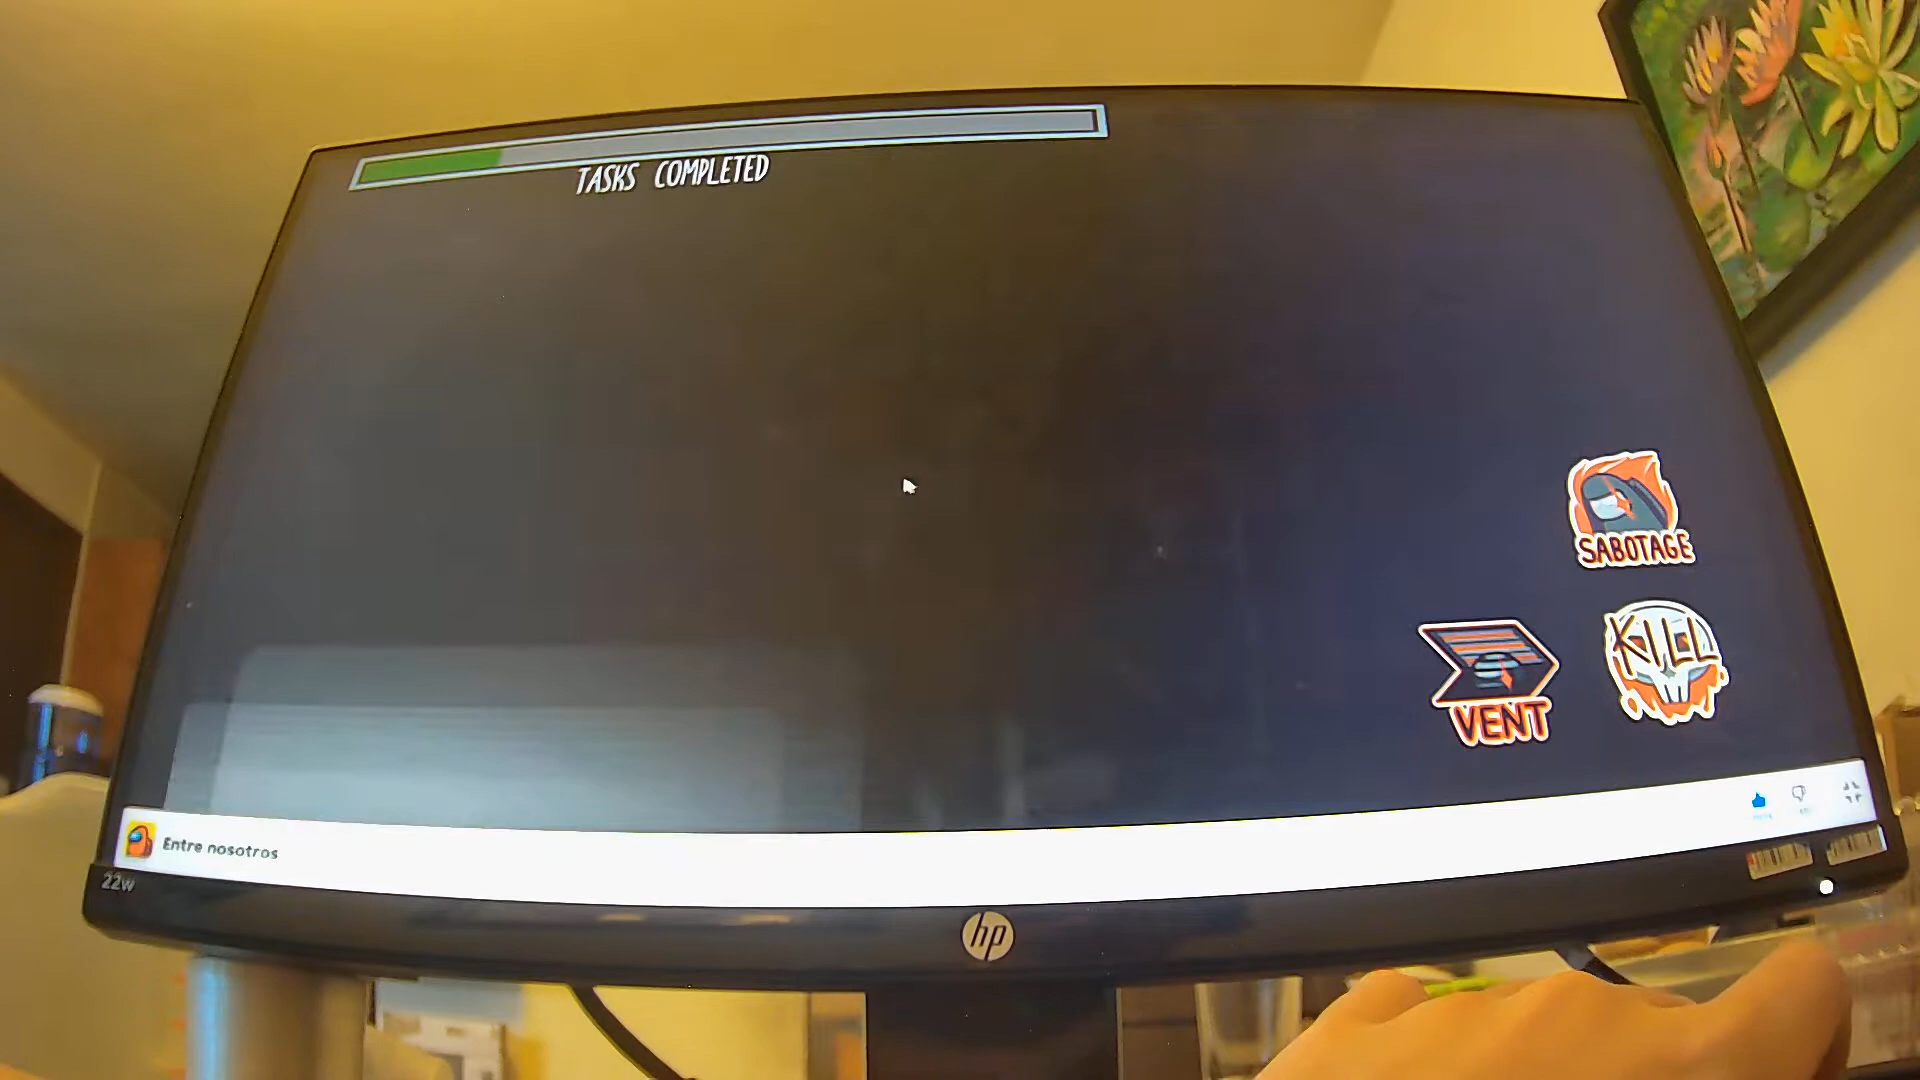 TASKS COMPLETED
SABOTAGE
KILL
VENT
Entre nosotros
22w
hp